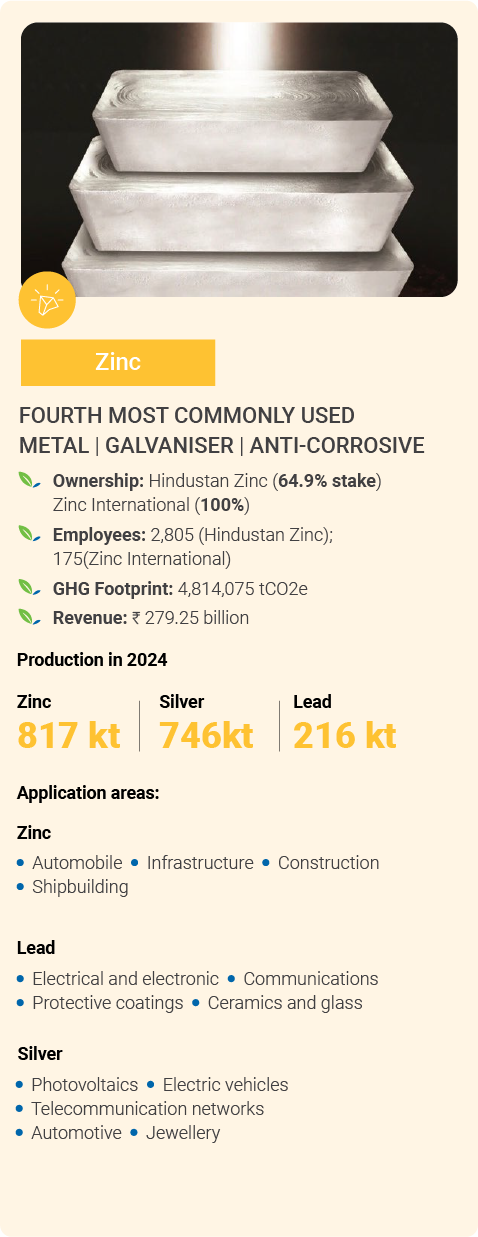 Zinc
FOURTH MOST COMMONLY USED
METAL | GALVANISER | ANTI-CORROSIVE
Ownership: Hindustan Zinc (64.9% stake)
Zinc International (100%)
Employees: 2,805 (Hindustan Zinc);
175(Zinc International)
GHG Footprint: 4,814,075 tCO2e
Revenue: ₹ 279.25 billion
Production in 2024
Zinc Silver Lead
817 kt 746kt 216 kt
Application areas:
Zinc
• Automobile • Infrastructure • Construction
• Shipbuilding
Lead
• Electrical and electronic • Communications
• Protective coatings • Ceramics and glass
Silver
• Photovoltaics • Electric vehicles
• Telecommunication networks
• Automotive • Jewellery